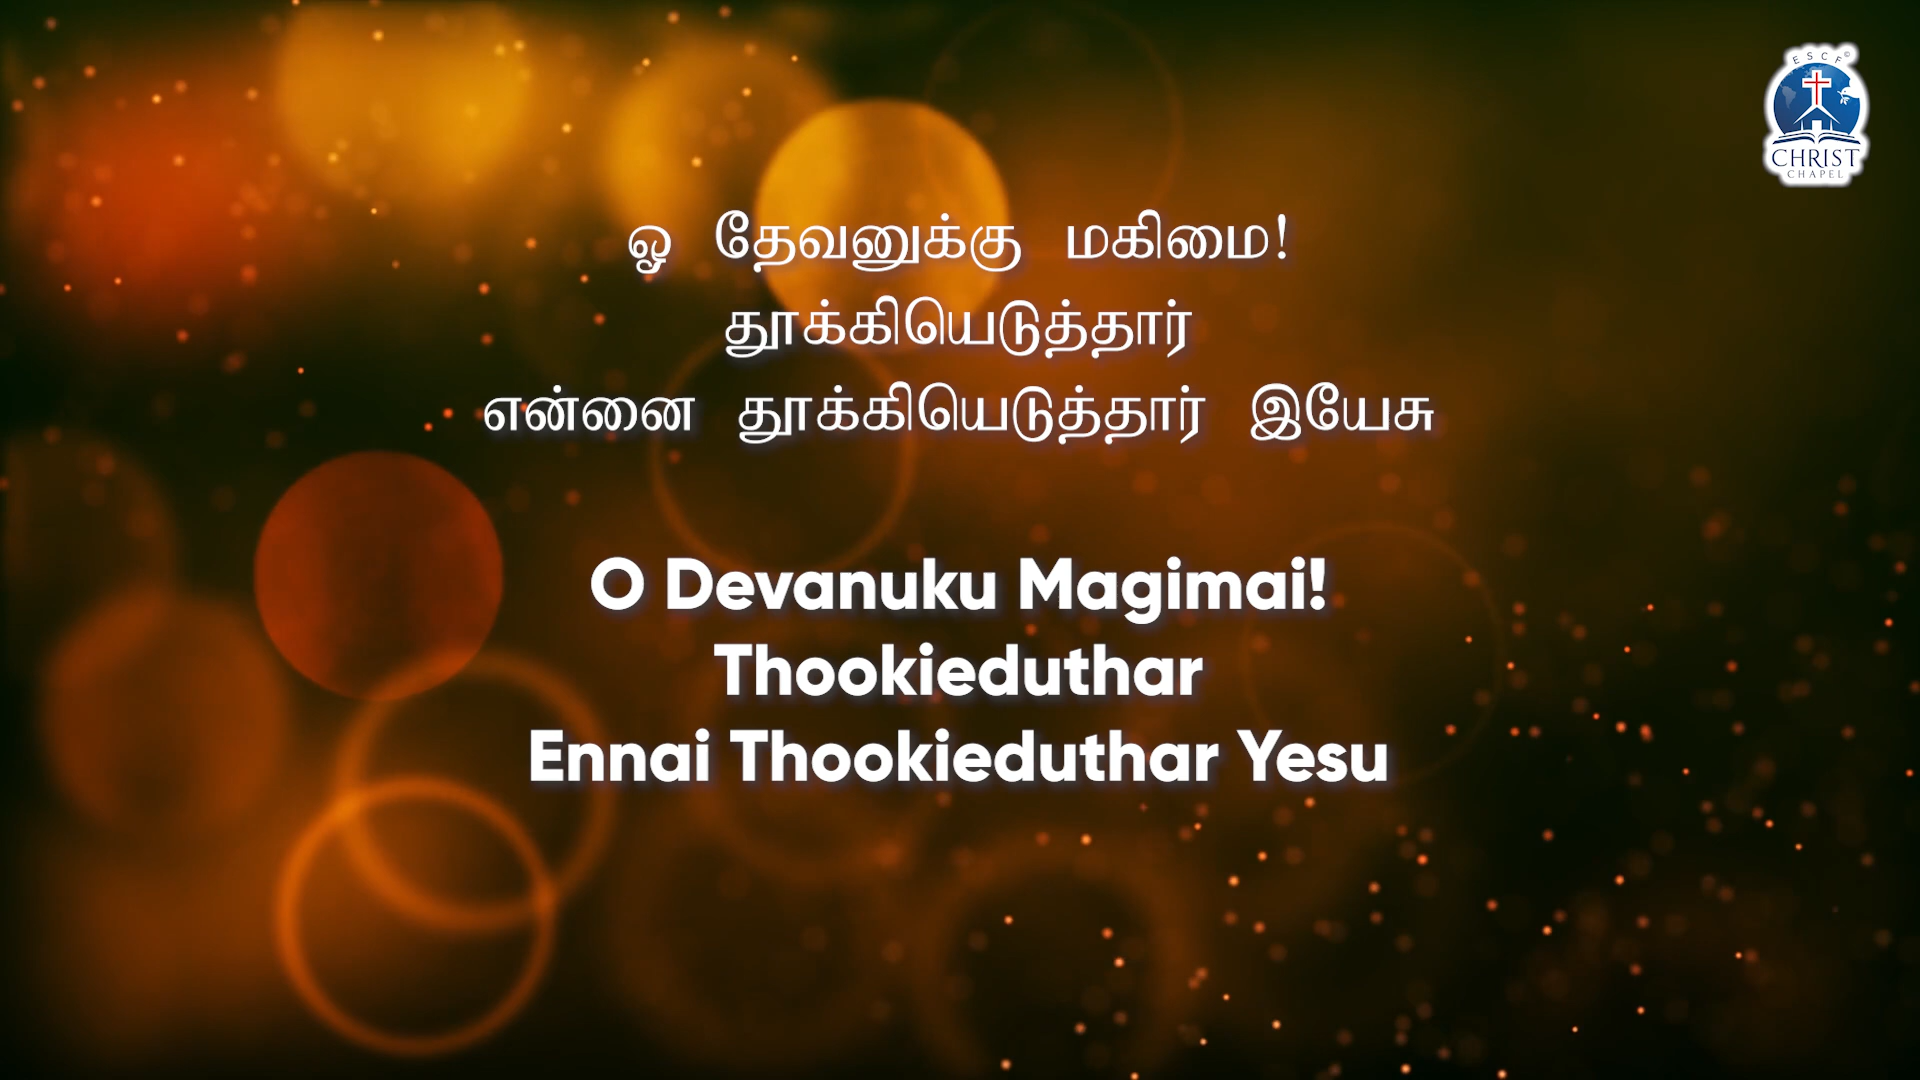 ESCF©
CHRIST
CHAPEL
ஓ தேவனுக்கு மகிமை!
தூக்கியெடுத்தார்
என்னை தூக்கியெடுத்தார் இயேசு
O Devanuku Magimai!
Thookieduthar
Ennai Thookieduthar Yesu